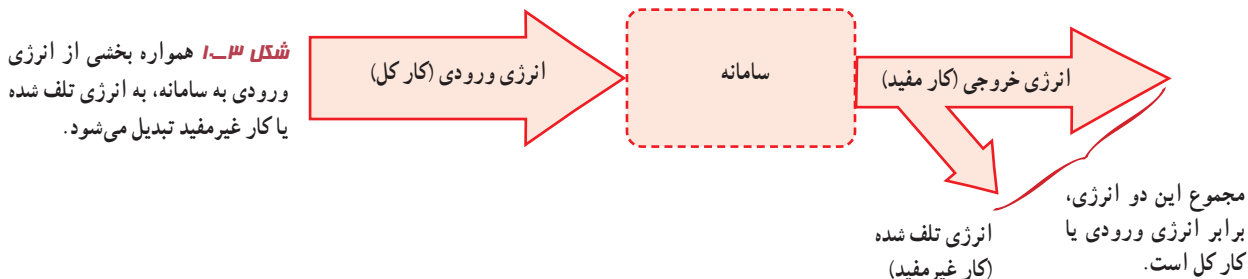 شکل ۳-۱۰ همواره بخشی از انرژی
ورودی به سامانه، به انرژی تلف شده
یا کار غیرمفید تبدیل می‌شود.
انرژی ورودی (کار کل)
سامانه
انرژی خروجی (کار مفید)
انرژی تلف شده
(کار غیرمفید)
مجموع این دو انرژی،
برابر انرژی ورودی یا
کار کل است.